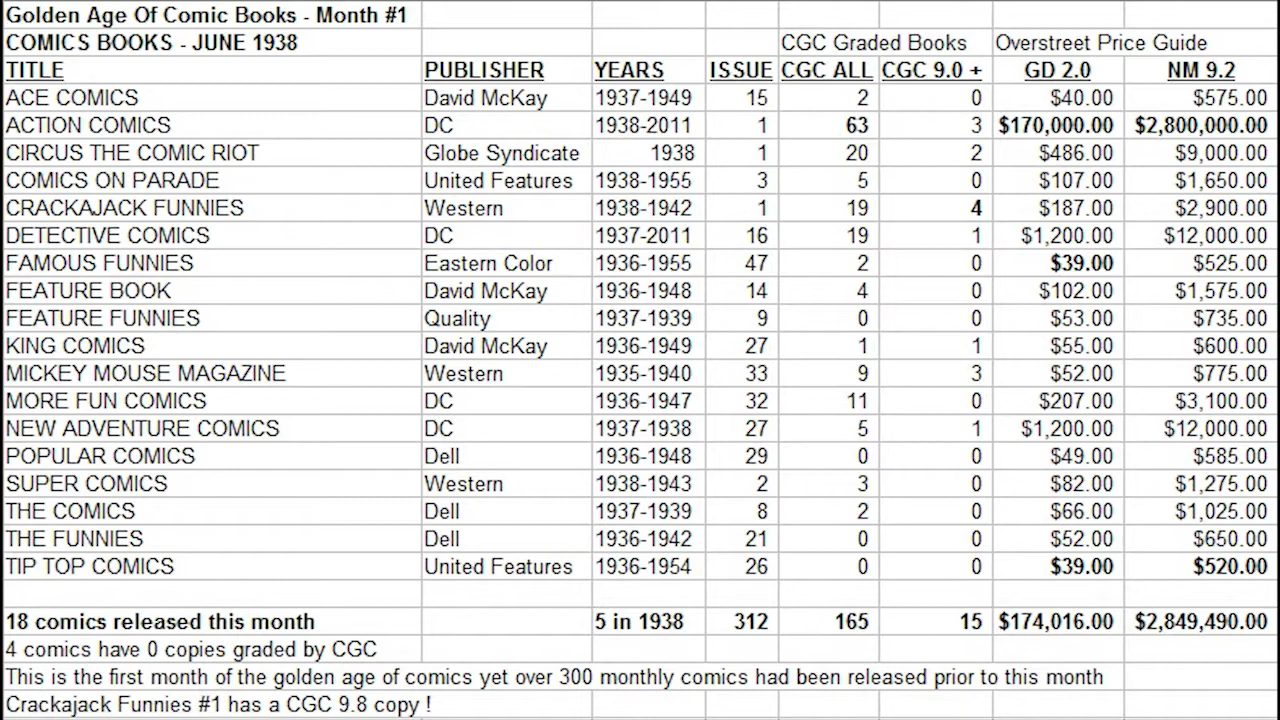 Golden Age Of Comic Books - Month #1
COMICS BOOKS - JUNE 1938 CGC Graded Books Overstreet Price Guide
TITLE PUBLISHER YEARS ISSUE CGC ALL CGC 9.0 + GD 2.0 NM 9.2
ACE COMICS David McKay 1937-1949 15 2 0 $40.00 $575.00
ACTION COMICS DC 1938-2011 1 63 3 $170,000.00 $2,800,000.00
CIRCUS THE COMIC RIOT Globe Syndicate 1938 1 20 2 $486.00 $9,000.00
COMICS ON PARADE United Features 1938-1955 3 5 0 $107.00 $1,650.00
CRACKAJACK FUNNIES Western 1938-1942 1 19 4 $187.00 $2,900.00
DETECTIVE COMICS DC 1937-2011 16 19 1 $1,200.00 $12,000.00
FAMOUS FUNNIES Eastern Color 1936-1955 47 2 0 $39.00 $525.00
FEATURE BOOK David McKay 1936-1948 14 4 0 $102.00 $1,575.00
FEATURE FUNNIES Quality 1937-1939 9 0 0 $53.00 $735.00
KING COMICS David McKay 1936-1949 27 1 1 $55.00 $600.00
MICKEY MOUSE MAGAZINE Western 1935-1940 33 9 3 $52.00 $775.00
MORE FUN COMICS DC 1936-1947 32 11 0 $207.00 $3,100.00
NEW ADVENTURE COMICS DC 1937-1938 27 5 1 $1,200.00 $12,000.00
POPULAR COMICS Dell 1936-1948 29 0 0 $49.00 $585.00
SUPER COMICS Western 1938-1943 2 3 0 $82.00 $1,275.00
THE COMICS Dell 1937-1939 8 2 0 $66.00 $1,025.00
THE FUNNIES Dell 1936-1942 21 0 0 $52.00 $650.00
TIP TOP COMICS United Features 1936-1954 26 0 0 $39.00 $520.00
18 comics released this month 5 in 1938 312 165 15 $174,016.00 $2,849,490.00
4 comics have 0 copies graded by CGC
This is the first month of the golden age of comics yet over 300 monthly comics had been released prior to this month
Crackajack Funnies #1 has a CGC 9.8 copy !